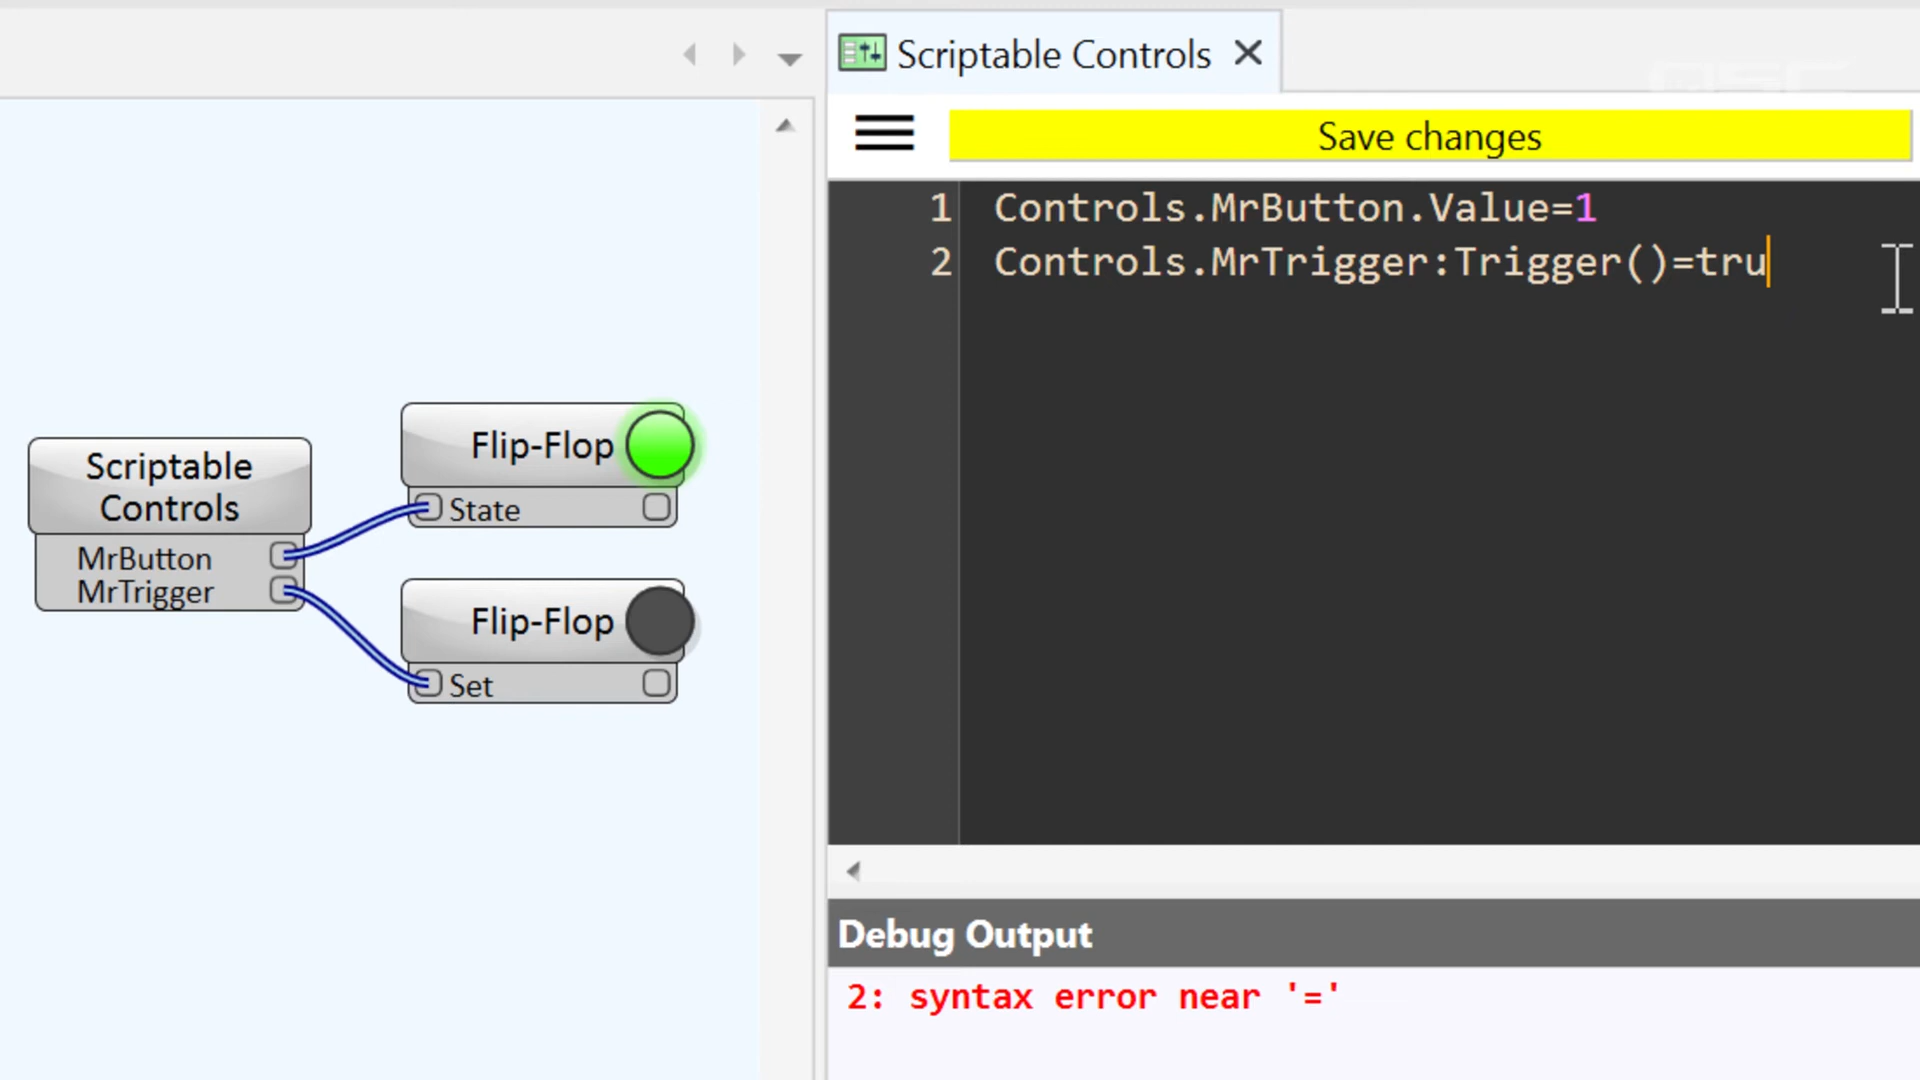 Scriptable Controls
QSC
Save changes
1 Controls.MrButton.Value=1
2 Controls.MrTrigger:Trigger()=tru
Scriptable
Controls
MrButton
MrTrigger
Flip-Flop
State
Flip-Flop
Set
Debug Output
2: syntax error near '='